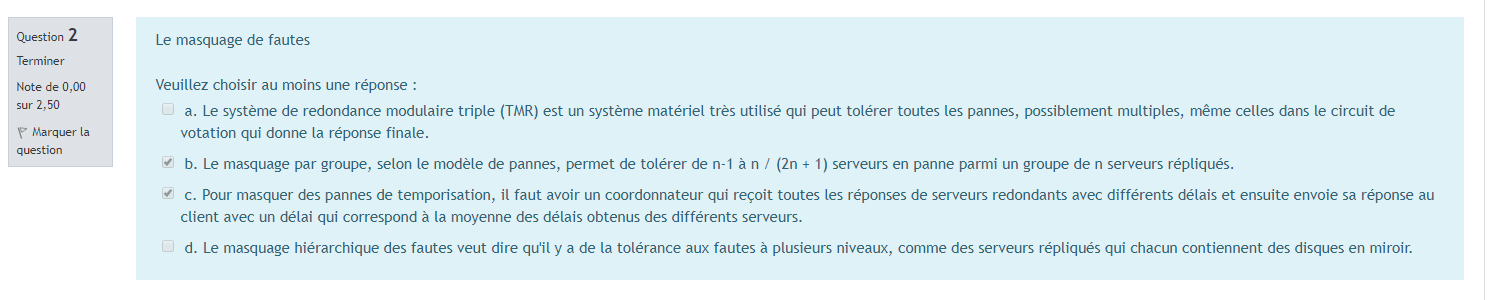 Question 2
Terminer
Note de 0,00
sur 2,50
Marquer la
question
Le masquage de fautes
Veuillez choisir au moins une réponse :
a. Le système de redondance modulaire triple (TMR) est un système matériel très utilisé qui peut tolérer toutes les pannes, possiblement multiples, même celles dans le circuit de
votation qui donne la réponse finale.
b. Le masquage par groupe, selon le modèle de pannes, permet de tolérer de n-1 à n / (2n + 1) serveurs en panne parmi un groupe de n serveurs répliqués.
c. Pour masquer des pannes de temporisation, il faut avoir un coordonnateur qui reçoit toutes les réponses de serveurs redondants avec différents délais et ensuite envoie sa réponse au
client avec un délai qui correspond à la moyenne des délais obtenus des différents serveurs.
d. Le masquage hiérarchique des fautes veut dire qu'il y a de la tolérance aux fautes à plusieurs niveaux, comme des serveurs répliqués qui chacun contiennent des disques en miroir.